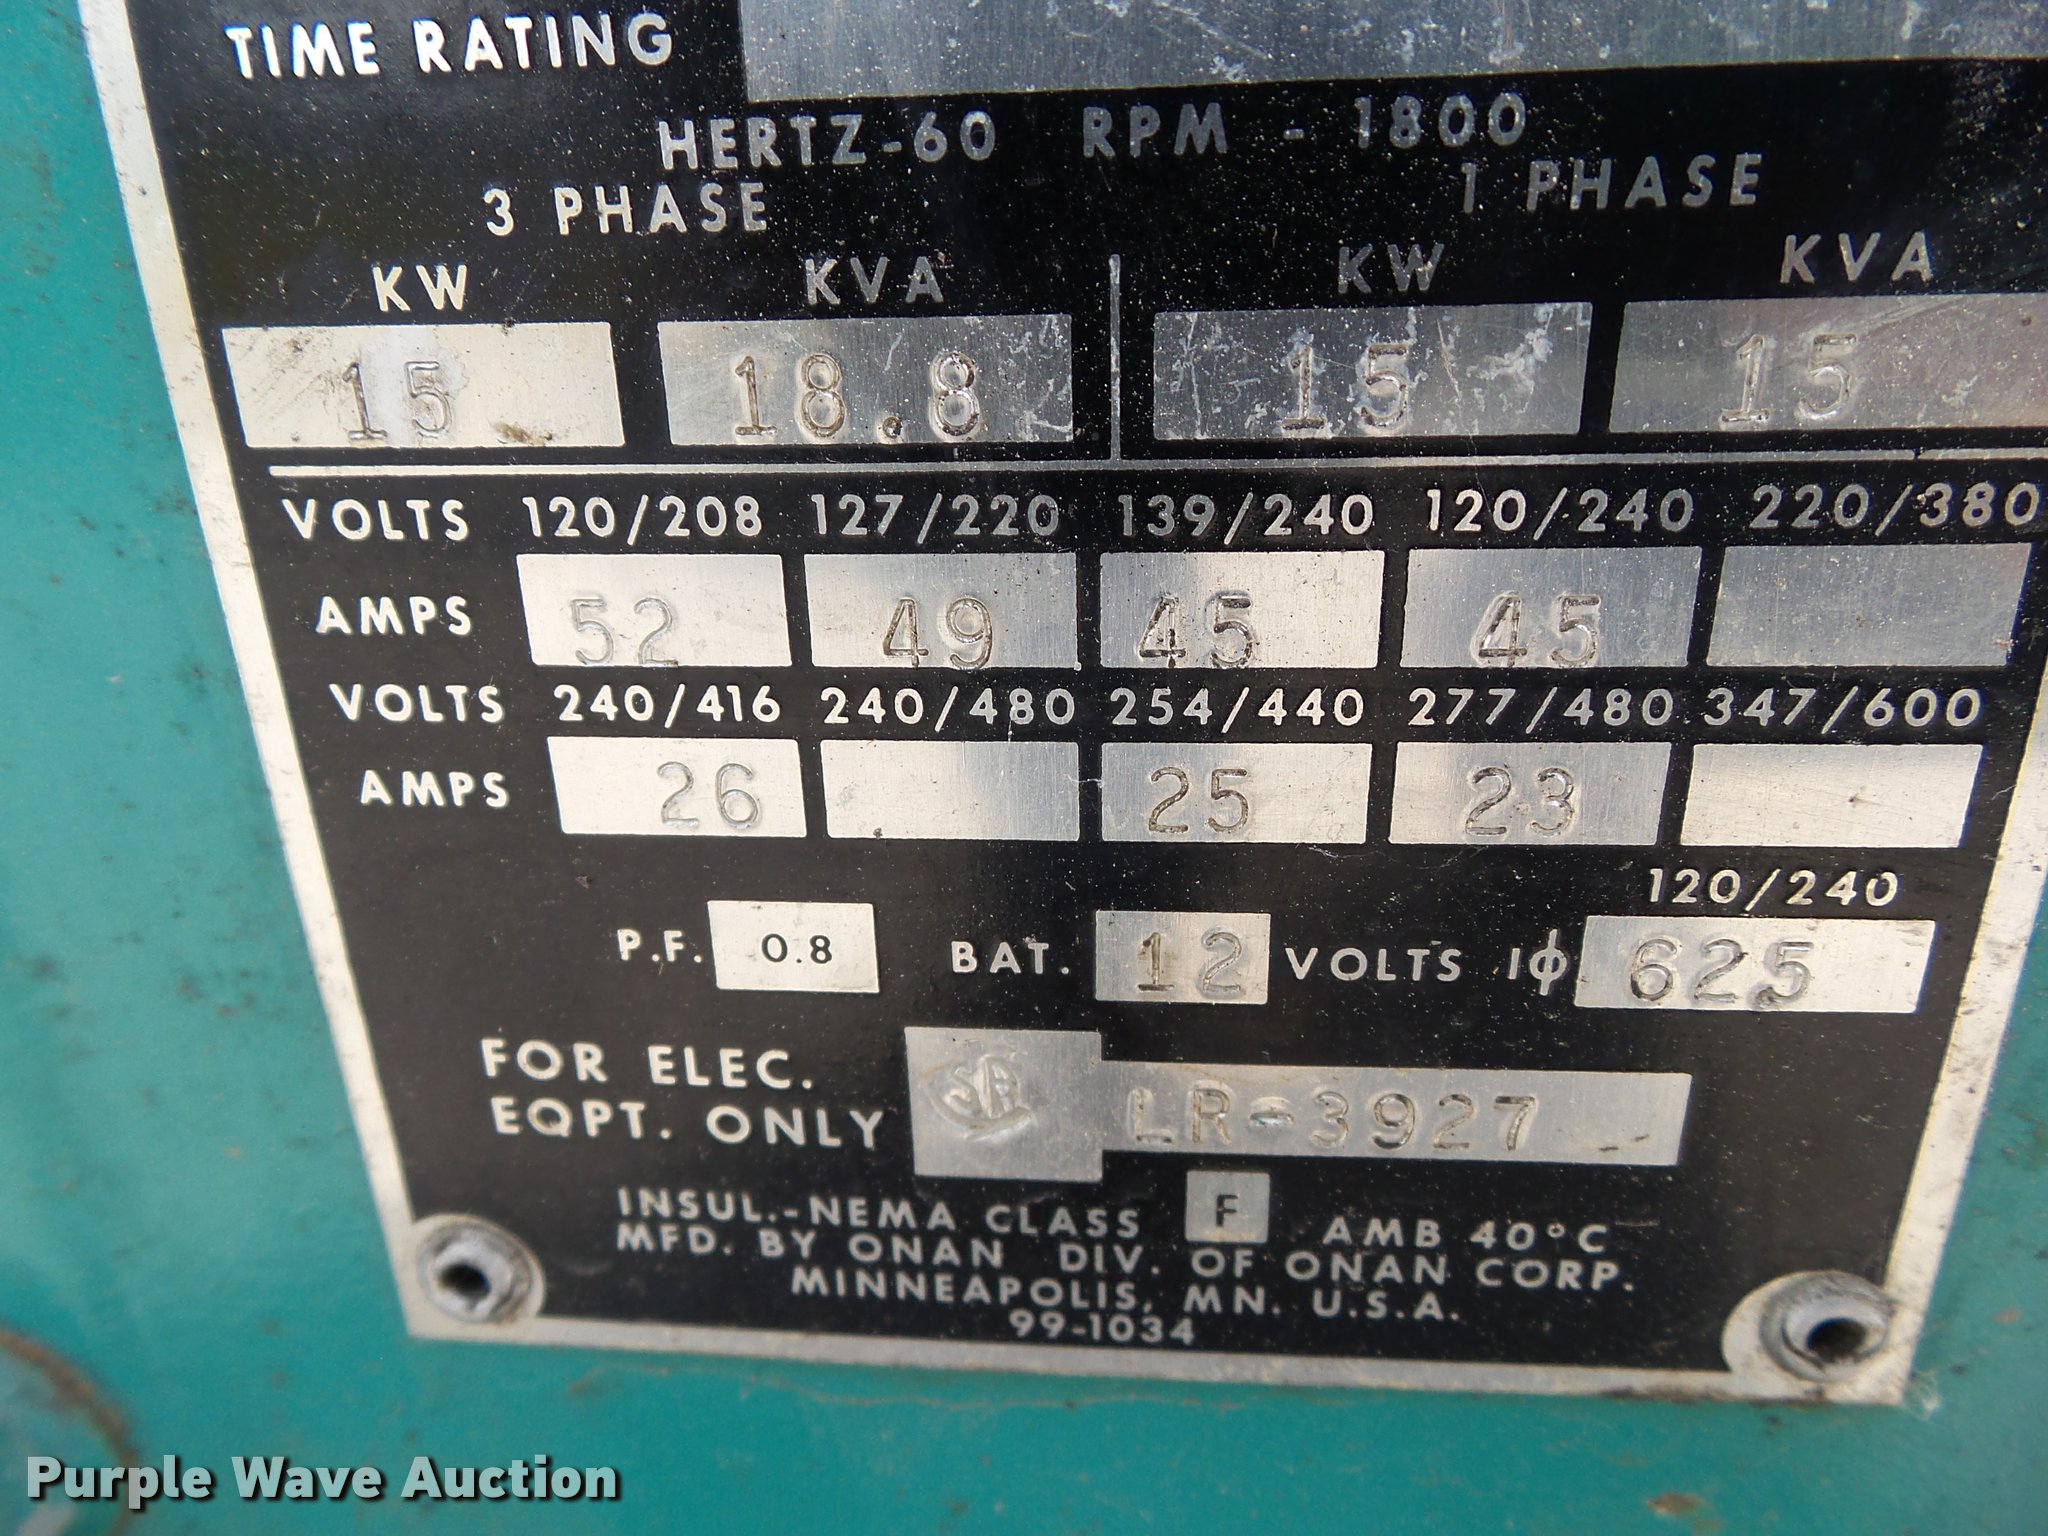 TIME RATING
HERTZ-60 RPM - 1800
3 PHASE 1 PHASE
KW KVA KW KVA
15 18.8 15 15
VOLTS 120/208 127/220 139/240 120/240 220/380
AMPS 52 49 45 45
VOLTS 240/416 240/480 254/440 277/480 347/600
AMPS 26 25 23
120/240
P.F. 0.8 BAT. 12 VOLTS 1ϕ 625
FOR ELEC.
EQPT. ONLY SA LR-3927
INSUL.-NEMA CLASS F AMB 40°C
MFD. BY ONAN DIV. OF ONAN CORP.
MINNEAPOLIS, MN. U.S.A.
99-1034
Purple Wave Auction